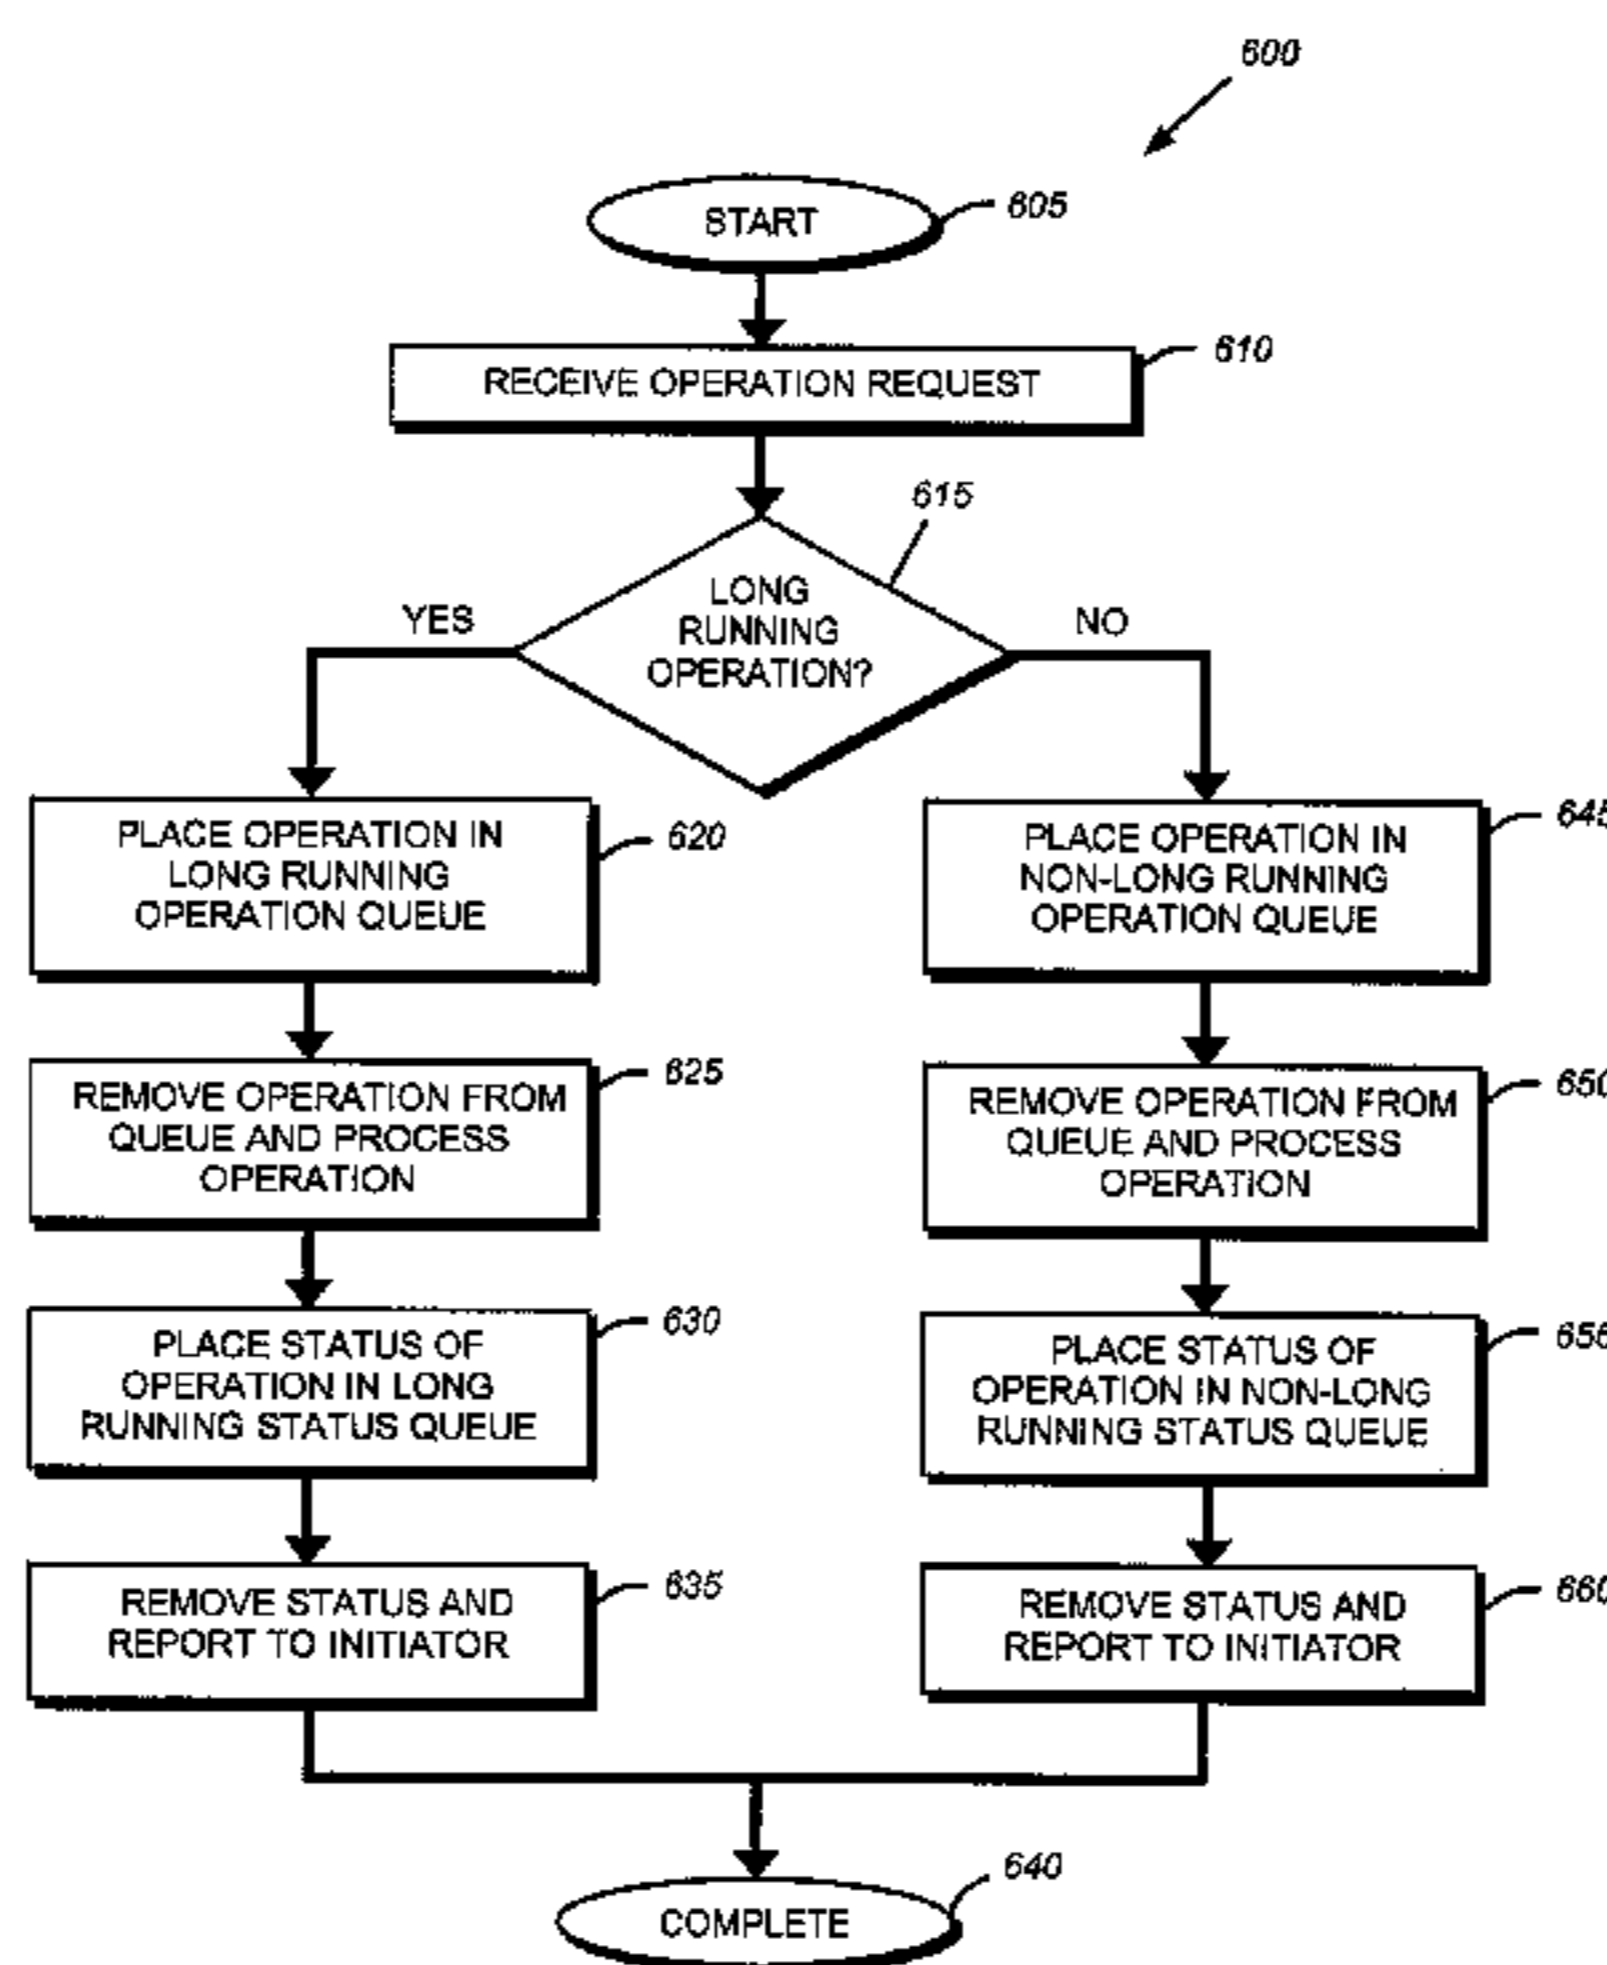 600
START
605
RECEIVE OPERATION REQUEST
610
615
LONG
RUNNING
OPERATION?
YES
NO
PLACE OPERATION IN
LONG RUNNING
OPERATION QUEUE
620
REMOVE OPERATION FROM
QUEUE AND PROCESS
OPERATION
625
PLACE STATUS OF
OPERATION IN LONG
RUNNING STATUS QUEUE
630
REMOVE STATUS AND
REPORT TO INITIATOR
635
PLACE OPERATION IN
NON-LONG RUNNING
OPERATION QUEUE
645
REMOVE OPERATION FROM
QUEUE AND PROCESS
OPERATION
650
PLACE STATUS OF
OPERATION IN NON-LONG
RUNNING STATUS QUEUE
655
REMOVE STATUS AND
REPORT TO INITIATOR
660
COMPLETE
640